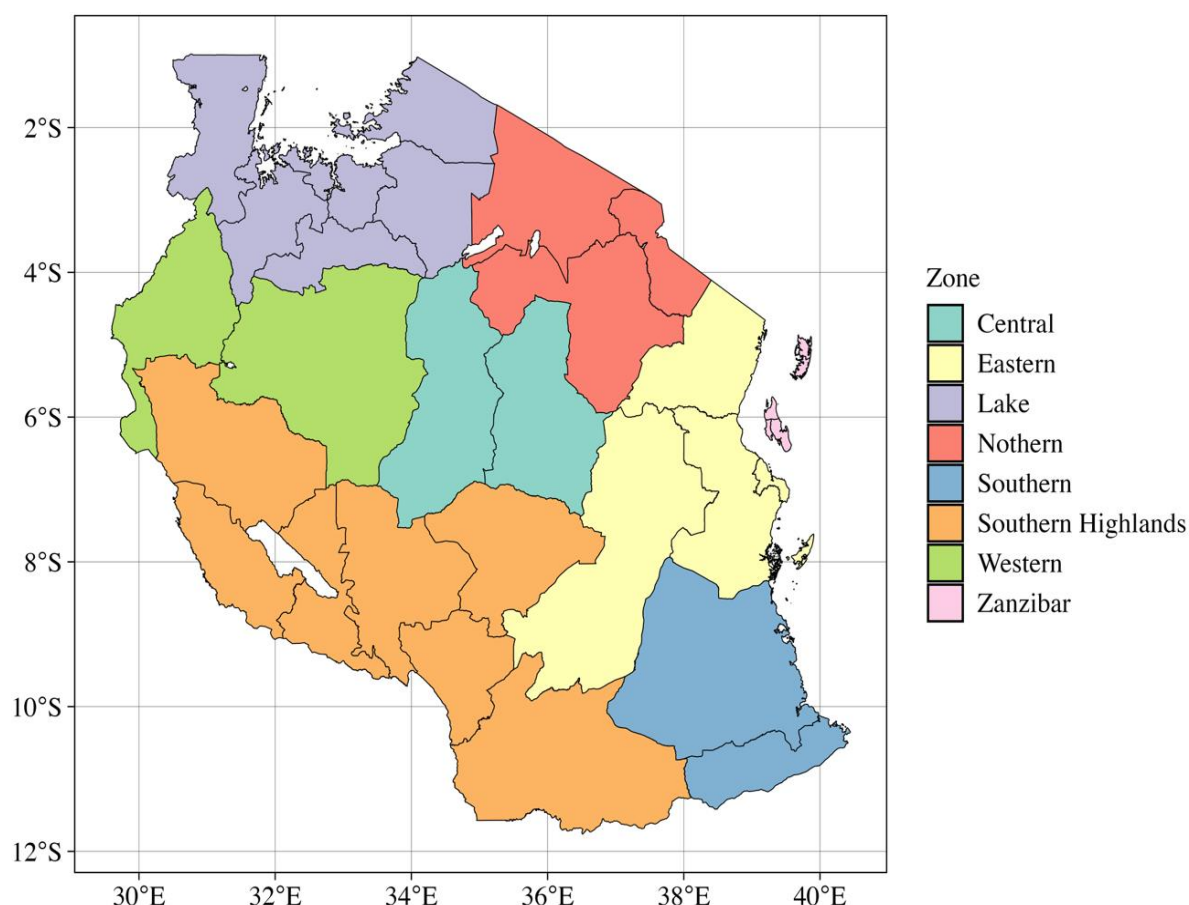 2°S
4°S
6°S
8°S
10°S
12°S
30°E 32°E 34°E 36°E 38°E 40°E
Zone
Central
Eastern
Lake
Nothern
Southern
Southern Highlands
Western
Zanzibar